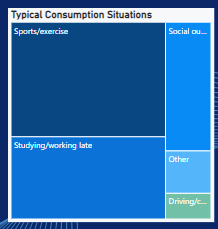 Typical Consumption Situations
Sports/exercise
Social ou...
Studying/working late
Other
Driving/c...